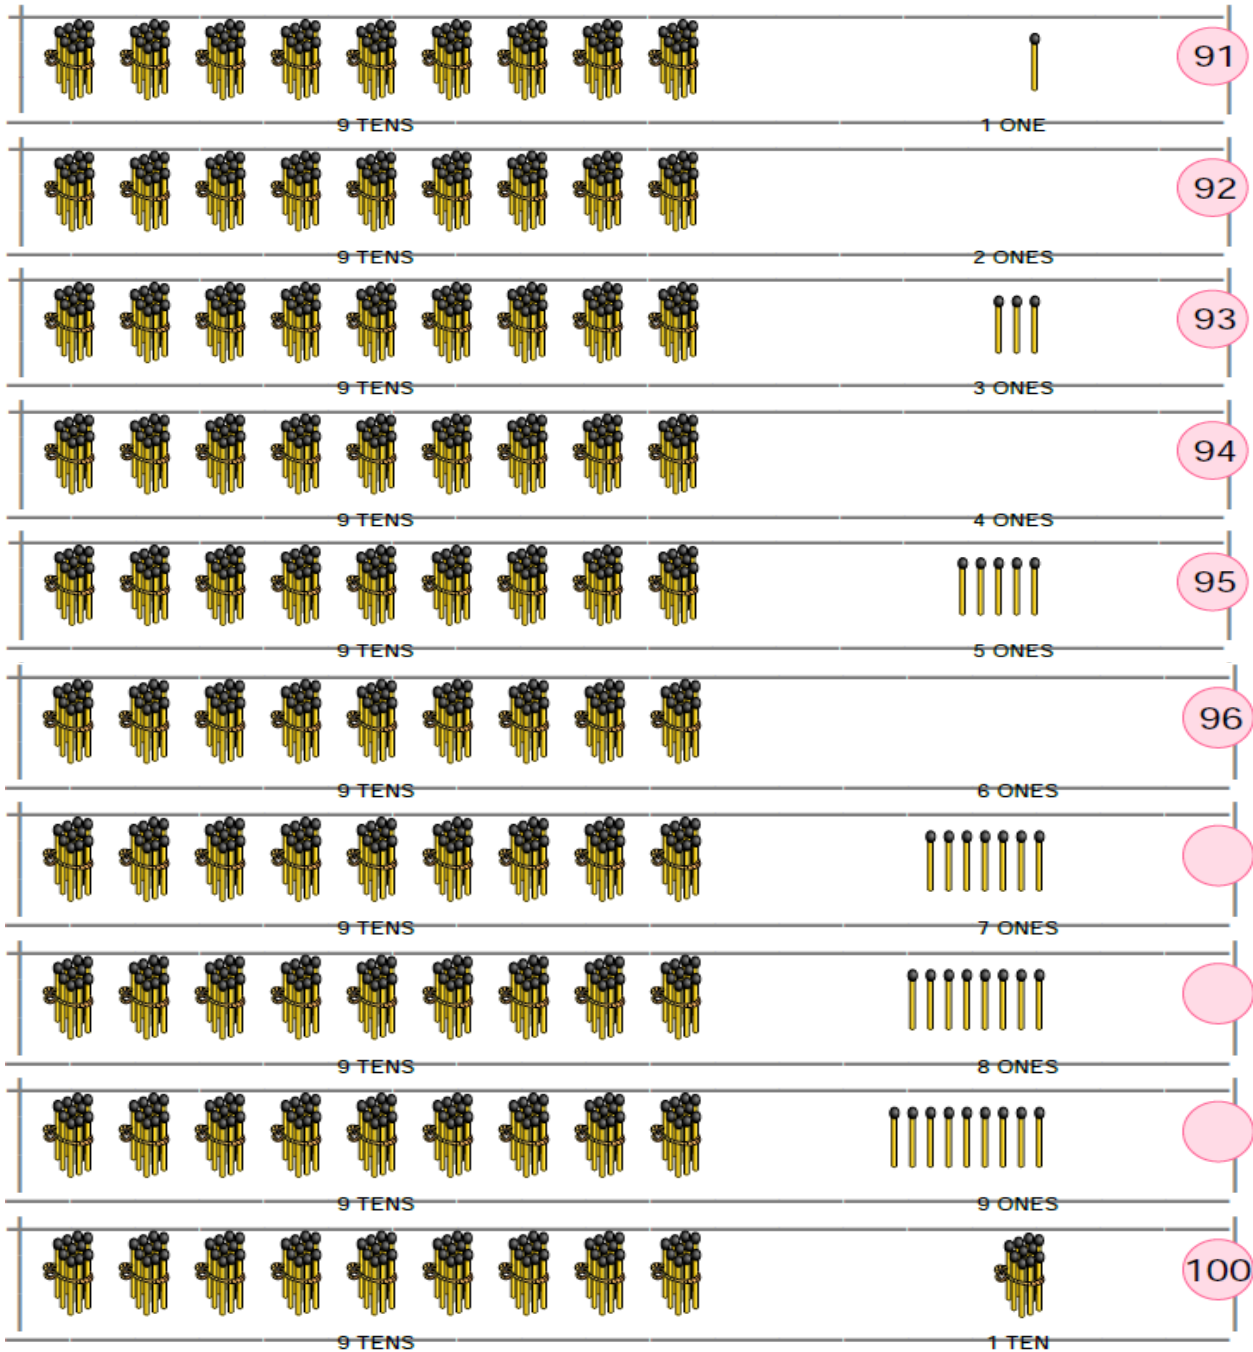 91
9 TENS 1 ONE
92
9 TENS 2 ONES
93
9 TENS 3 ONES
94
9 TENS 4 ONES
95
9 TENS 5 ONES
96
9 TENS 6 ONES
9 TENS 7 ONES
9 TENS 8 ONES
9 TENS 9 ONES
100
9 TENS 1 TEN